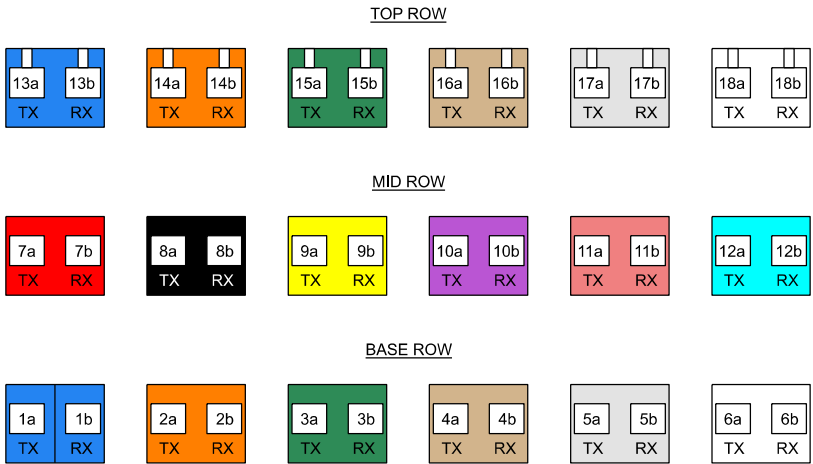 TOP ROW
13a 13b 14a 14b 15a 15b 16a 16b 17a 17b 18a 18b
TX RX TX RX TX RX TX RX TX RX TX RX
MID ROW
7a 7b 8a 8b 9a 9b 10a 10b 11a 11b 12a 12b
TX RX TX RX TX RX TX RX TX RX TX RX
BASE ROW
1a 1b 2a 2b 3a 3b 4a 4b 5a 5b 6a 6b
TX RX TX RX TX RX TX RX TX RX TX RX